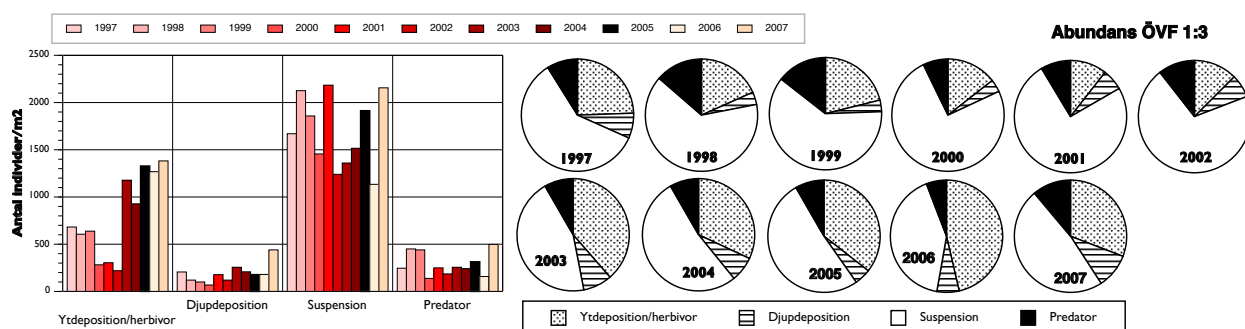 1997 1998 1999 2000 2001 2002 2003 2004 2005 2006 2007
Abundans ÖVF 1:3
Antal individer/m2
2500
2000
1500
1000
500
0
Ytdeposition/herbivor
Djupdeposition
Suspension
Predator
1997 1998 1999 2000 2001 2002
2003 2004 2005 2006 2007
Ytdeposition/herbivor Djupdeposition Suspension Predator